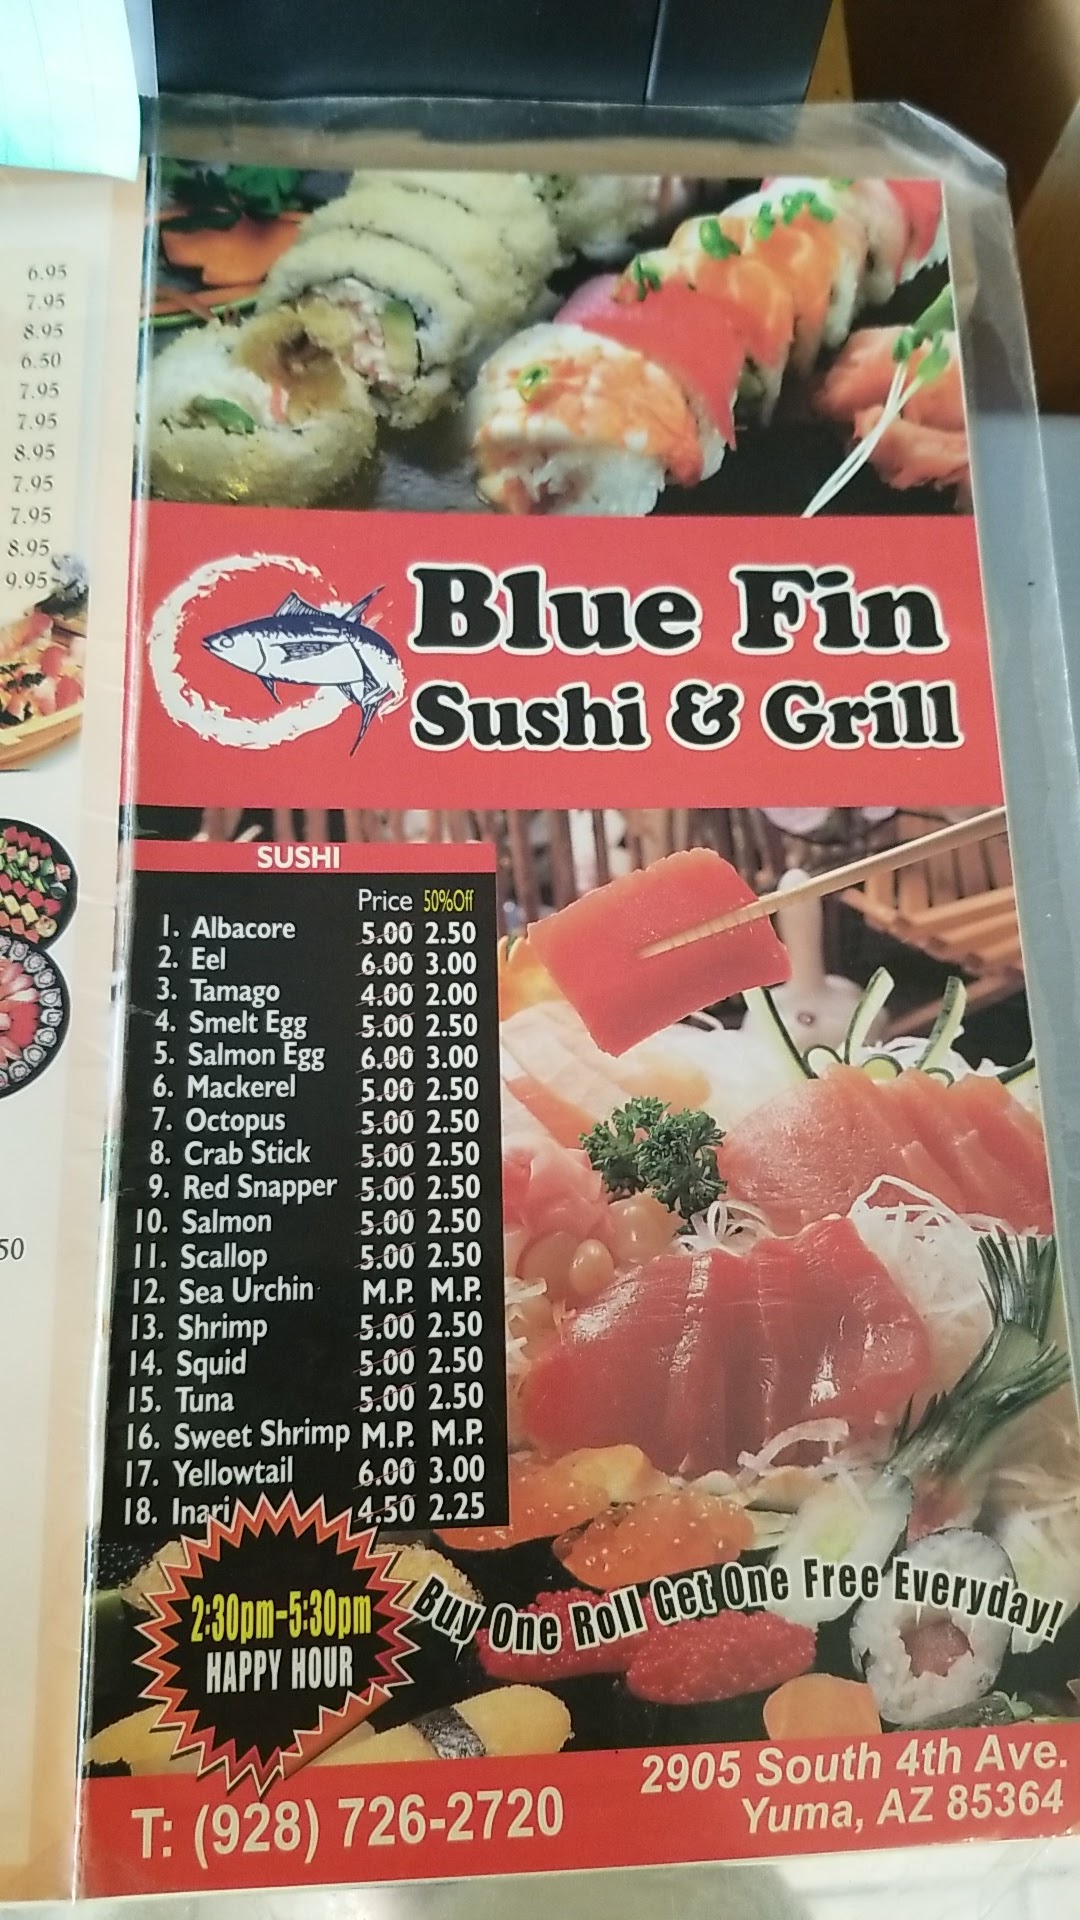 6.95
7.95
8.95
6.50
7.95
7.95
8.95
7.95
7.95
8.95
9.95
50
Blue Fin
Sushi & Grill
SUSHI
Price 50%Off
1. Albacore 5.00 2.50
2. Eel 6.00 3.00
3. Tamago 4.00 2.00
4. Smelt Egg 5.00 2.50
5. Salmon Egg 6.00 3.00
6. Mackerel 5.00 2.50
7. Octopus 5.00 2.50
8. Crab Stick 5.00 2.50
9. Red Snapper 5.00 2.50
10. Salmon 5.00 2.50
11. Scallop 5.00 2.50
12. Sea Urchin M.P. M.P.
13. Shrimp 5.00 2.50
14. Squid 5.00 2.50
15. Tuna 5.00 2.50
16. Sweet Shrimp M.P. M.P.
17. Yellowtail 6.00 3.00
18. Inari 4.50 2.25
2:30pm-5:30pm
HAPPY HOUR
Buy One Roll Get One Free Everyday!
T: (928) 726-2720
2905 South 4th Ave.
Yuma, AZ 85364